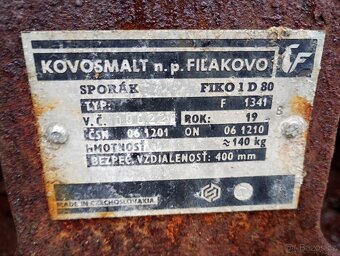 KOVOSMALT n. p. FIĽAKOVO
SPORÁK FIKO 1 D 80
TYP: F 1341
V. Č. ROK: 19
ČSN 06 1201 ON 06 1210
HMOTNOSŤ ≈ 140 kg
BEZPEČ. VZDIALENOSŤ: 400 mm
MADE IN CZECHOSLOVAKIA